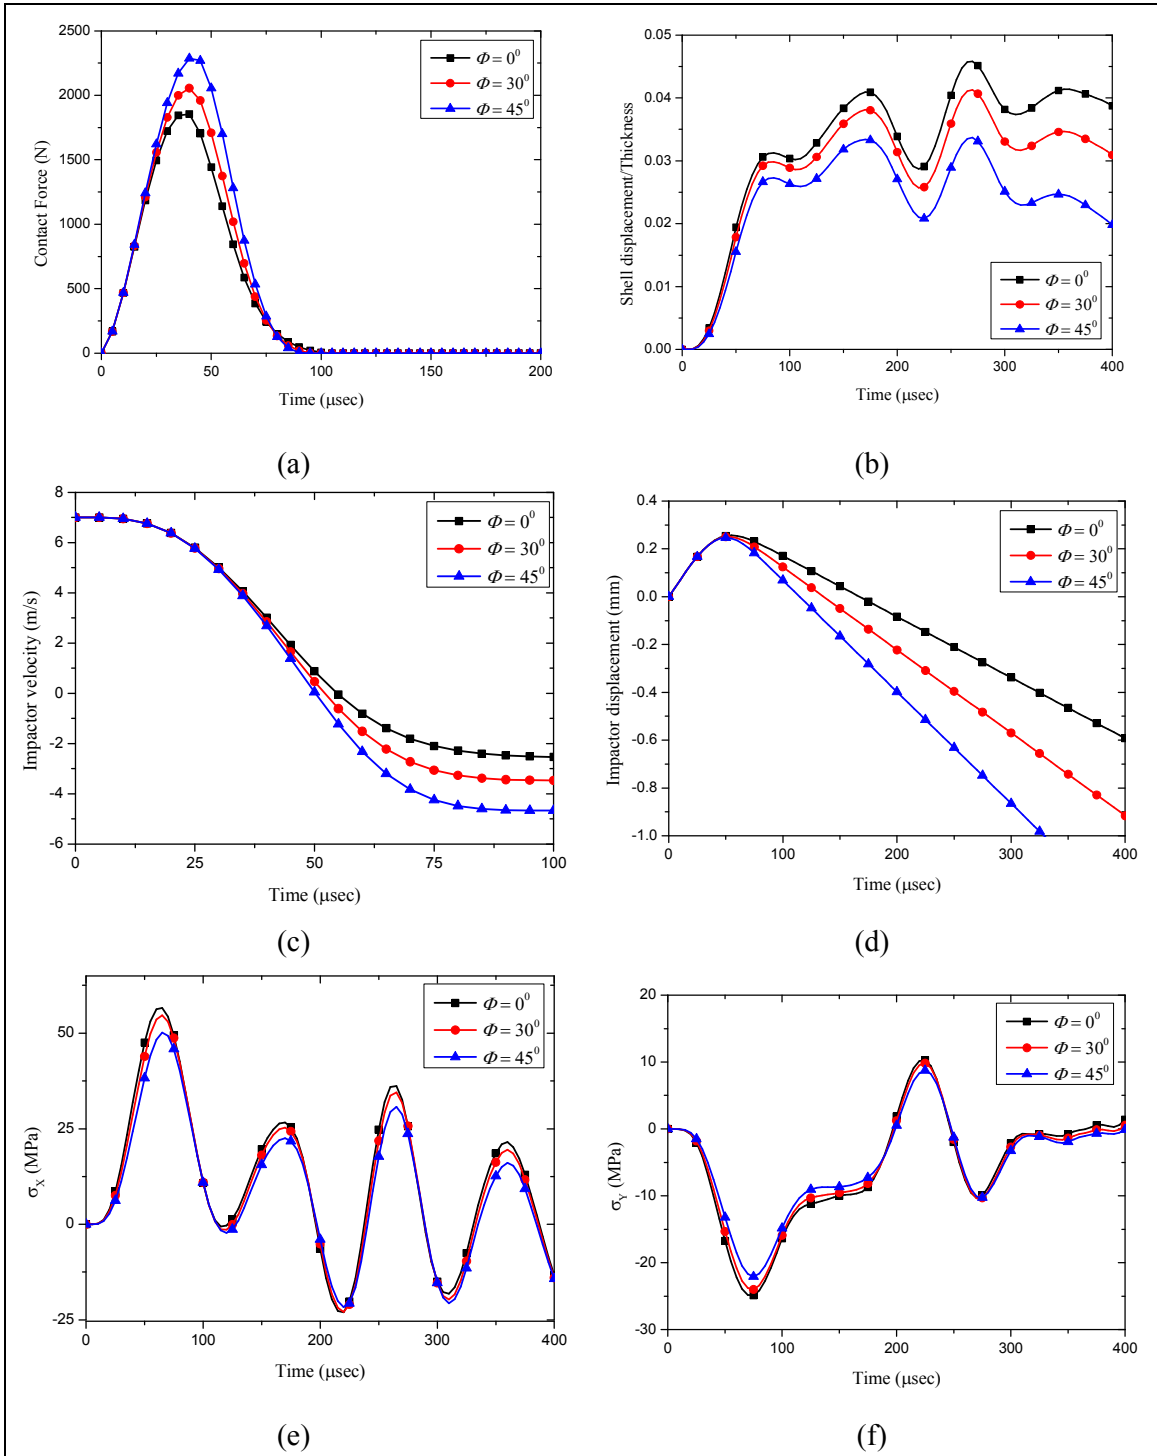 2500
2000
1500
1000
500
0
0 50 100 150 200
Contact Force (N)
Time (μsec)
Φ = 0⁰
Φ = 30⁰
Φ = 45⁰
(a)
0.05
0.04
0.03
0.02
0.01
0.00
0 100 200 300 400
Shell displacement/Thickness
Time (μsec)
Φ = 0⁰
Φ = 30⁰
Φ = 45⁰
(b)
8
6
4
2
0
-2
-4
-6
0 25 50 75 100
Impactor velocity (m/s)
Time (μsec)
Φ = 0⁰
Φ = 30⁰
Φ = 45⁰
(c)
0.4
0.2
0.0
-0.2
-0.4
-0.6
-0.8
-1.0
0 100 200 300 400
Impactor displacement (mm)
Time (μsec)
Φ = 0⁰
Φ = 30⁰
Φ = 45⁰
(d)
50
25
0
-25
0 100 200 300 400
σX (MPa)
Time (μsec)
Φ = 0⁰
Φ = 30⁰
Φ = 45⁰
(e)
20
10
0
-10
-20
-30
0 100 200 300 400
σY (MPa)
Time (μsec)
Φ = 0⁰
Φ = 30⁰
Φ = 45⁰
(f)